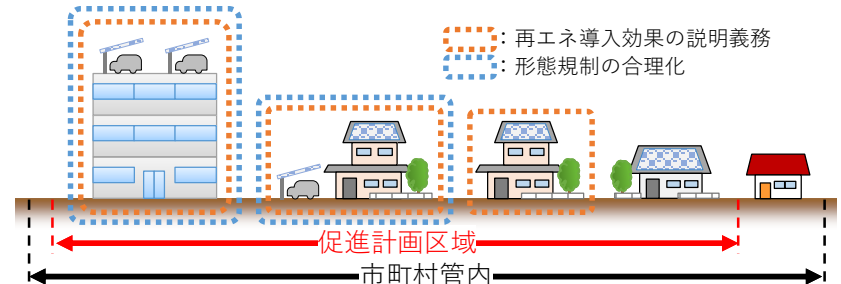 ：再エネ導入効果の説明義務
：形態規制の合理化
促進計画区域
市町村管内